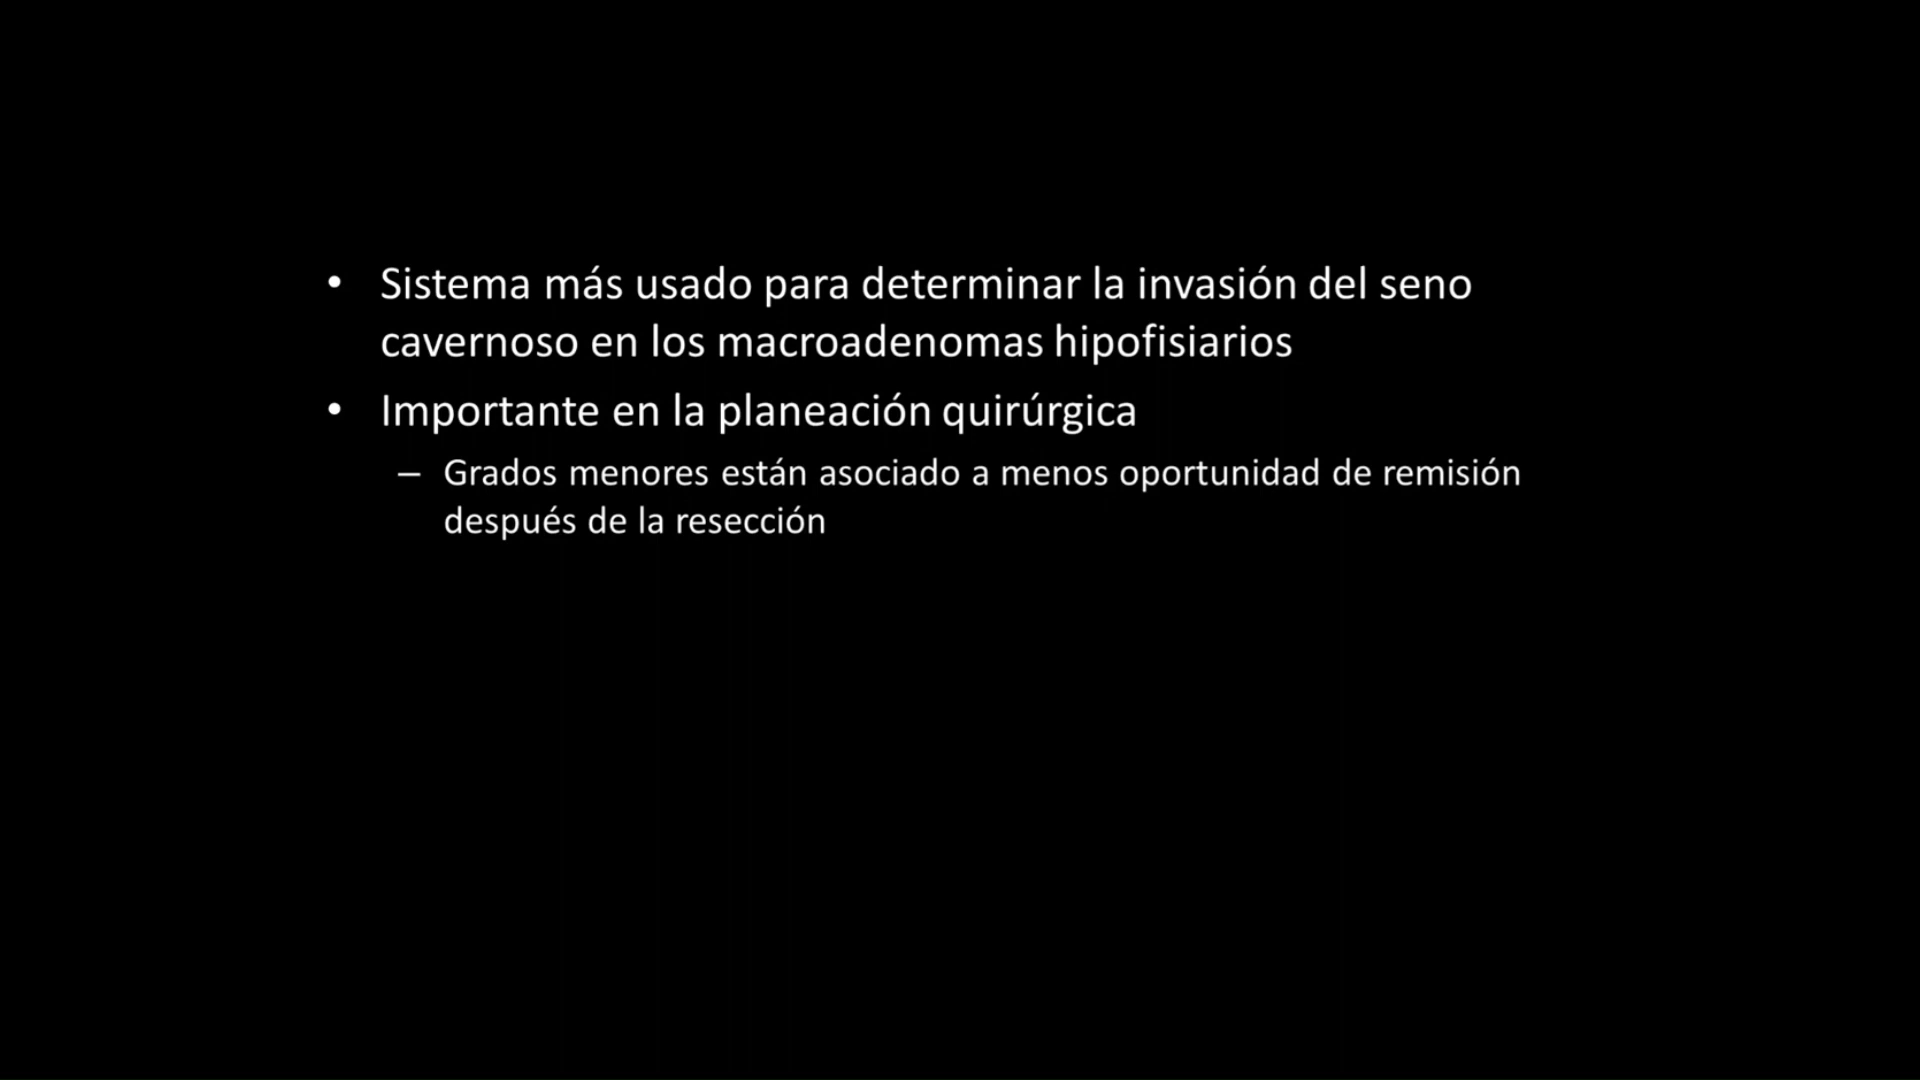 • Sistema más usado para determinar la invasión del seno
cavernoso en los macroadenomas hipofisiarios
• Importante en la planeación quirúrgica
– Grados menores están asociado a menos oportunidad de remisión
después de la resección